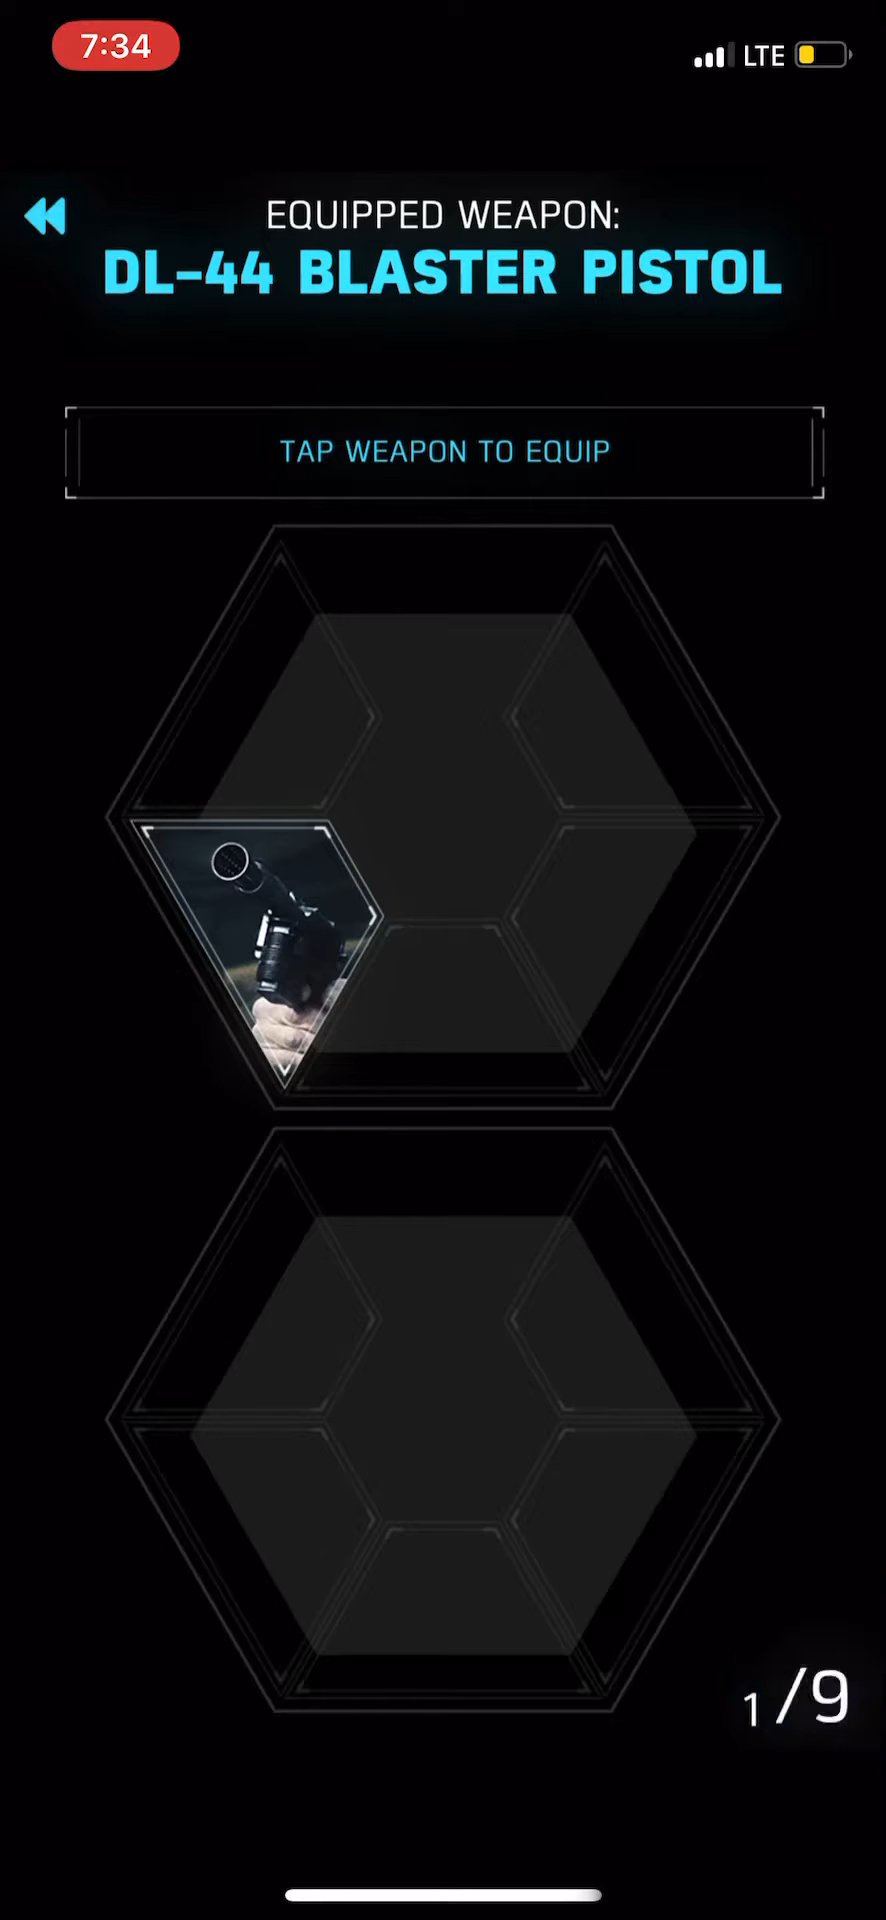 7:34
LTE
EQUIPPED WEAPON:
DL-44 BLASTER PISTOL
TAP WEAPON TO EQUIP
1/9